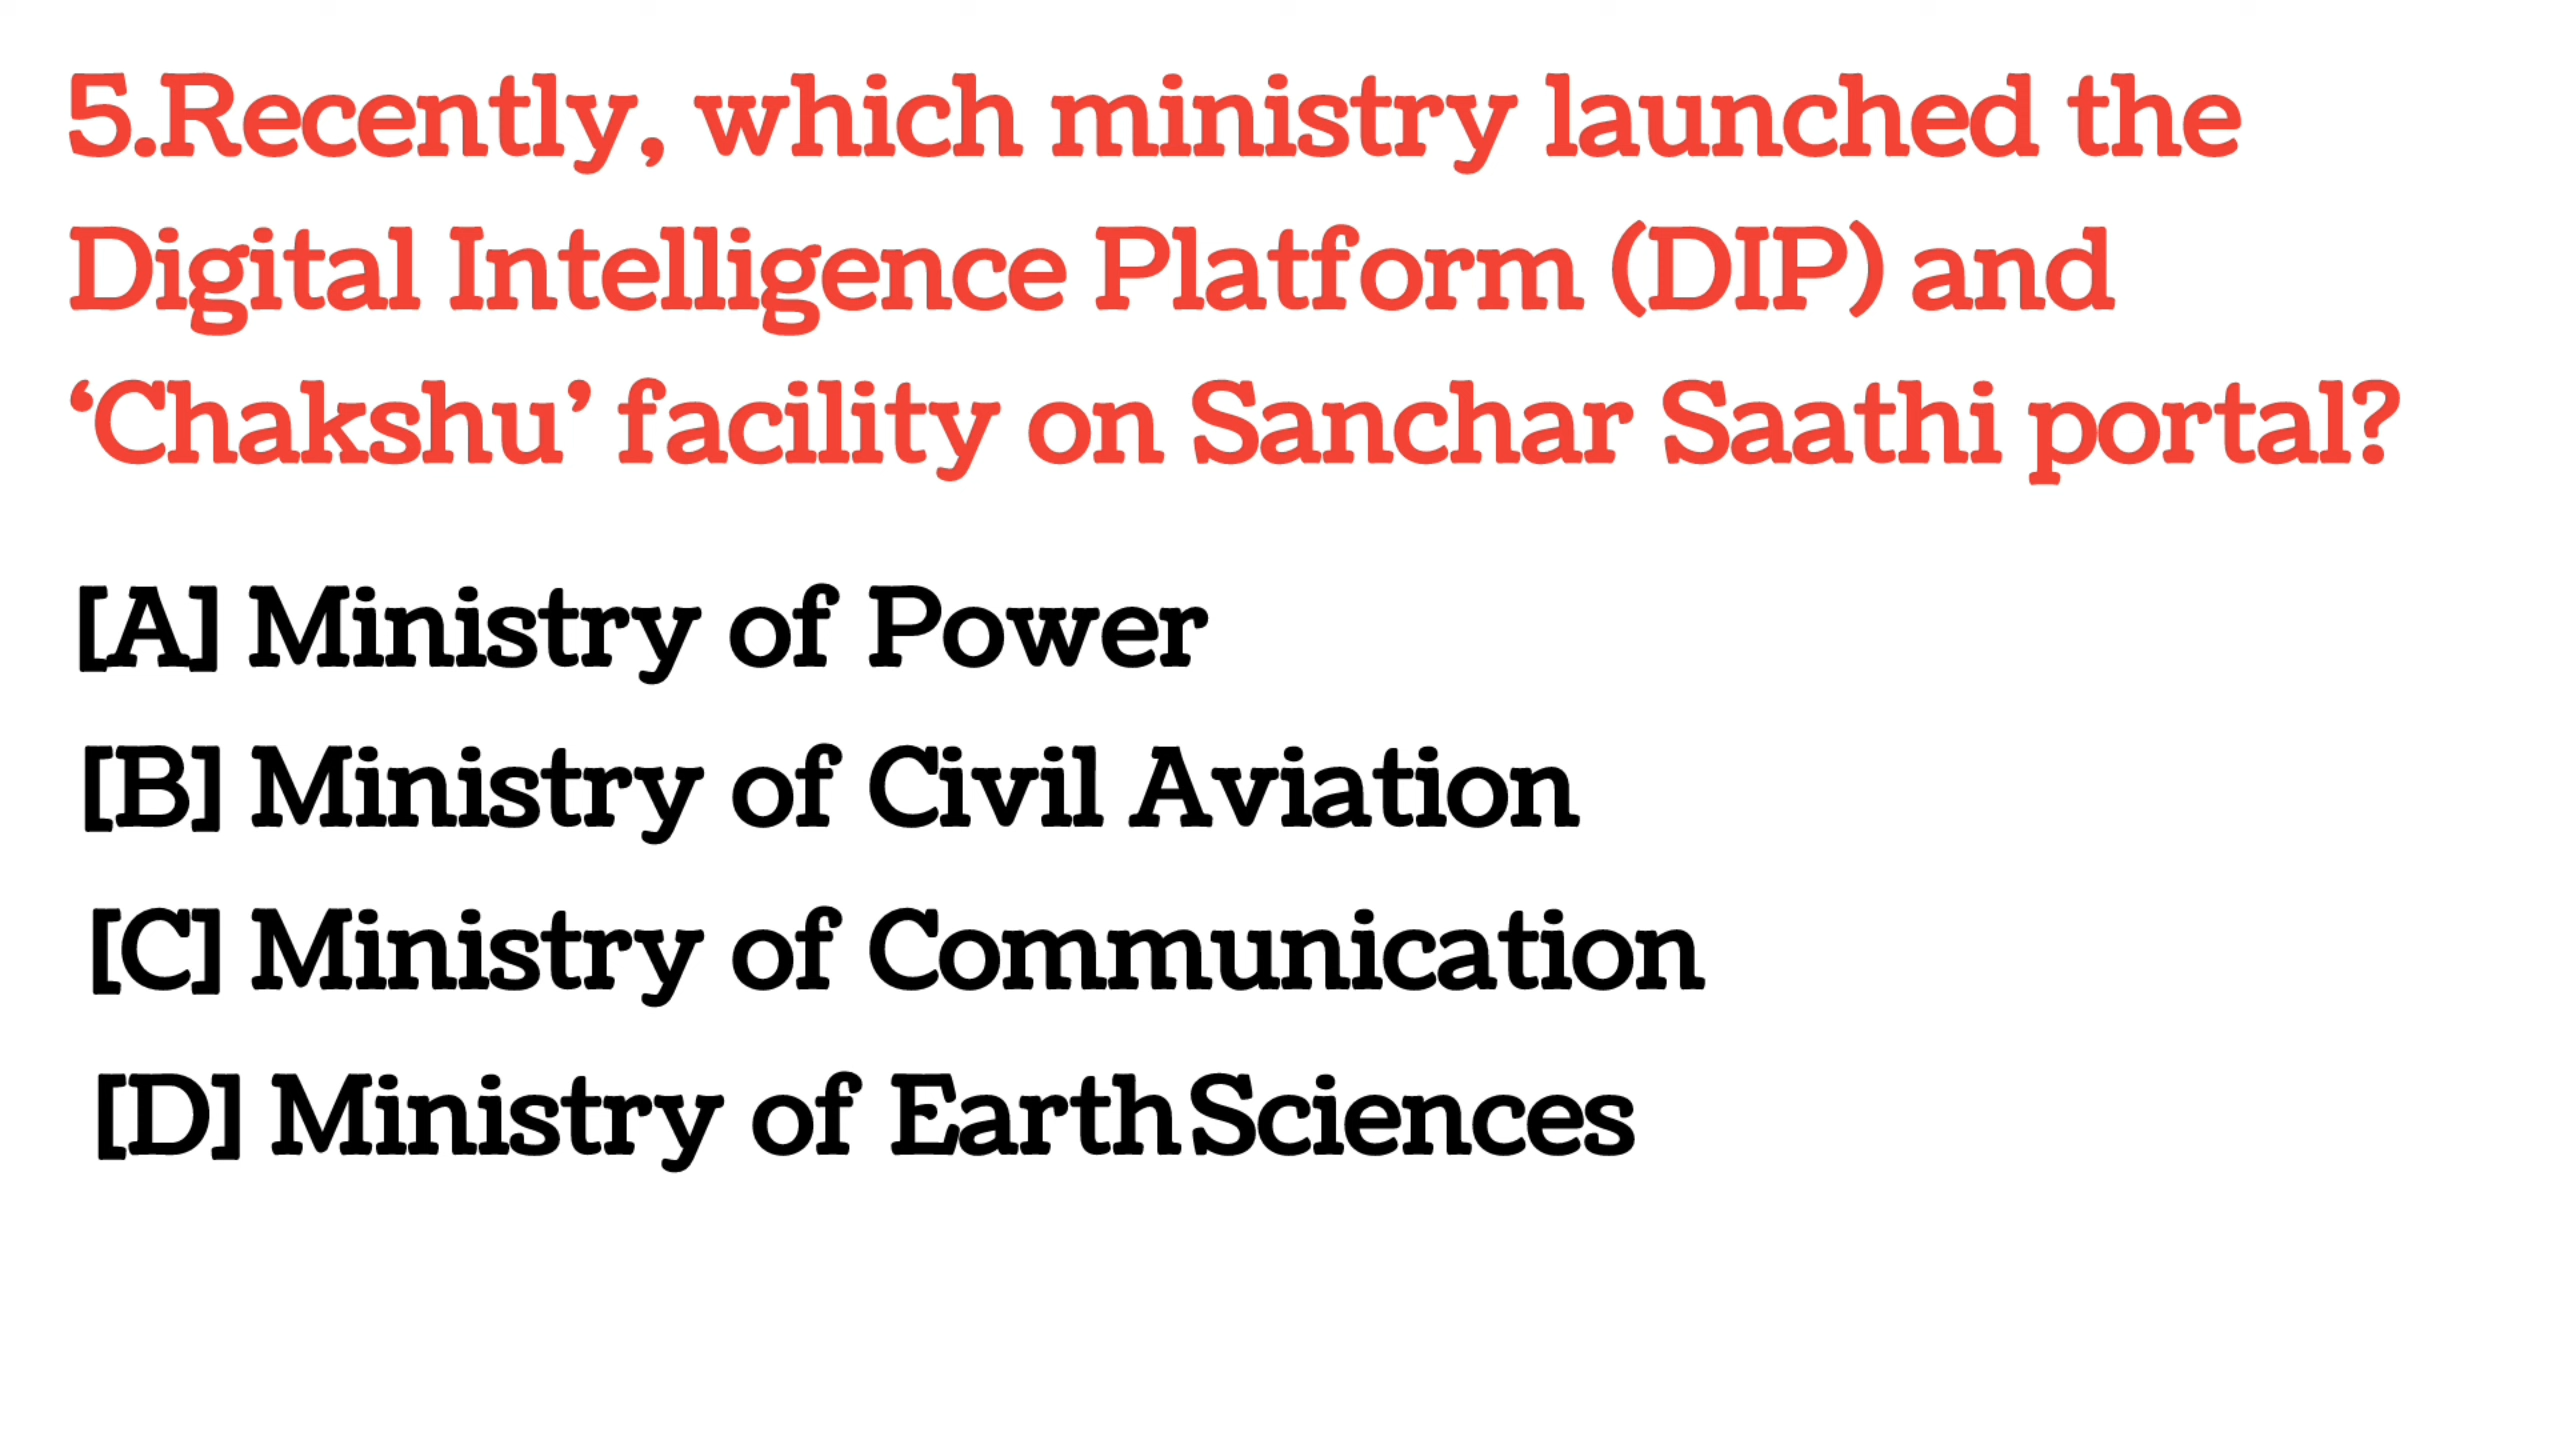 5.Recently, which ministry launched the
Digital Intelligence Platform (DIP) and
‘Chakshu’ facility on Sanchar Saathi portal?
[A] Ministry of Power
[B] Ministry of Civil Aviation
[C] Ministry of Communication
[D] Ministry of Earth Sciences